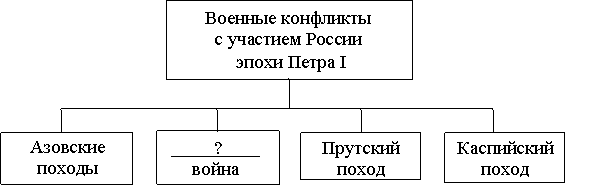 Военные конфликты
с участием России
эпохи Петра I
Азовские
походы
?
война
Прутский
поход
Каспийский
поход